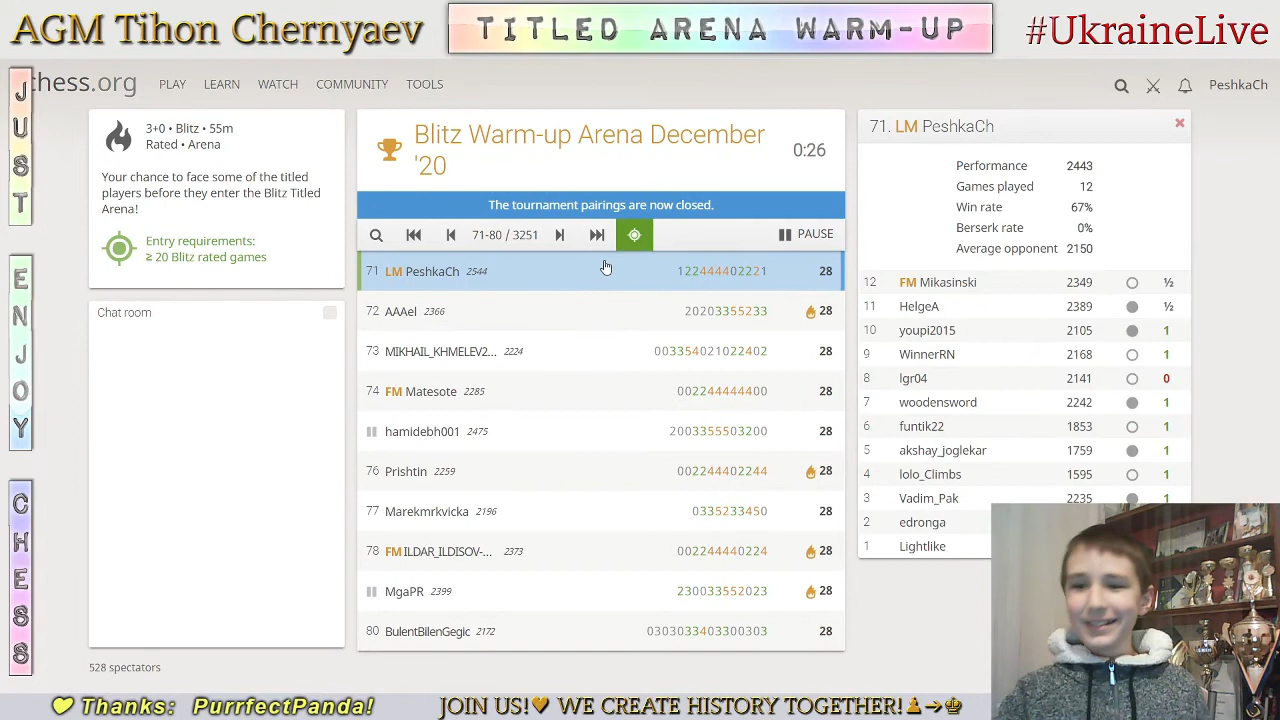 AGM Tihon Chernyaev
TITLED ARENA WARM-UP
#UkraineLive
JUST
ENJOY
CHESS
chess.org
PLAY LEARN WATCH COMMUNITY TOOLS
PeshkaCh
3+0 • Blitz • 55m
Rated • Arena
Your chance to face some of the titled
players before they enter the Blitz Titled
Arena!
Entry requirements:
≥ 20 Blitz rated games
Chat room
528 spectators
Blitz Warm-up Arena December
'20
0:26
The tournament pairings are now closed.
71-80 / 3251 PAUSE
71 LM PeshkaCh 2544 122444402221 28
72 AAAel 2366 2020335523 28
73 MIKHAIL_KHMELEV2... 2224 003354021022402 28
74 FM Matesote 2285 00224444400 28
hamidebh001 2475 200335503200 28
76 Prishtin 2259 002244402244 28
77 Marekmrkvicka 2196 0335233450 28
78 FM ILDAR_ILDISOV-... 2373 002244440224 28
MgaPR 2399 230033552023 28
80 BulentBilenGegic 2172 0303033403300303 28
71. LM PeshkaCh
Performance 2443
Games played 12
Win rate 67%
Berserk rate 0%
Average opponent 2150
12 FM Mikasinski 2349 ½
11 HelgeA 2389 ½
10 youpi2015 2105 1
9 WinnerRN 2168 1
8 lgr04 2141 0
7 woodensword 2242 1
6 funtik22 1853 1
5 akshay_joglekar 1759 1
4 lolo_Climbs 1595 1
3 Vadim_Pak 2235 1
2 edronga
1 Lightlike
Thanks: PurrfectPanda!
JOIN US! WE CREATE HISTORY TOGETHER!